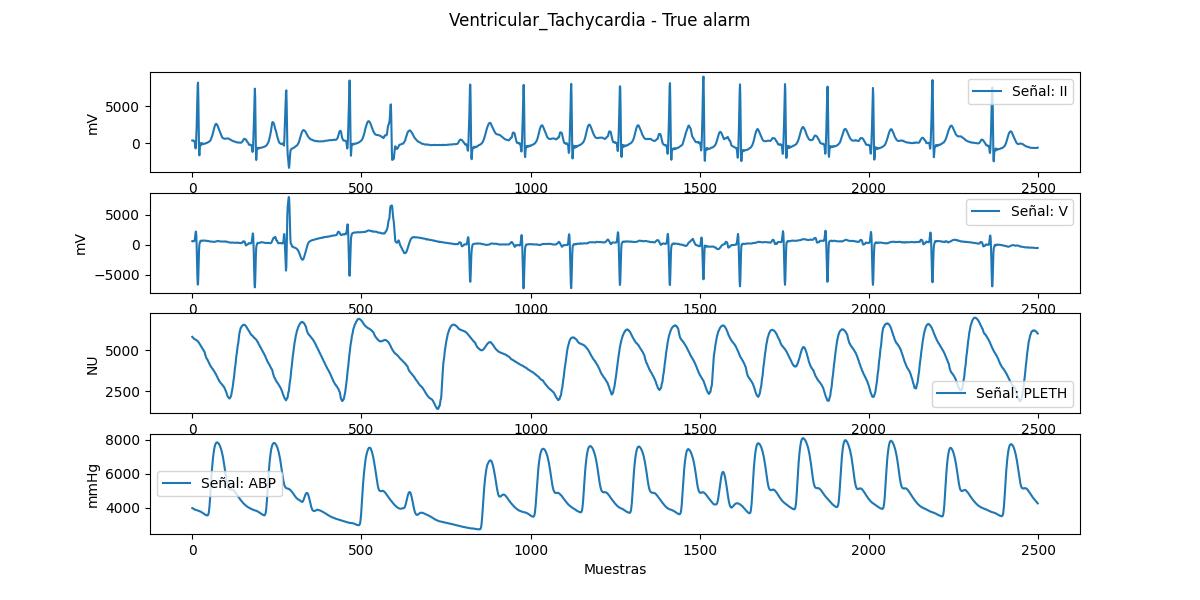 Ventricular_Tachycardia - True alarm
5000
0
mV
Señal: II
0 500 1000 1500 2000 2500
5000
0
−5000
mV
Señal: V
0 500 1000 1500 2000 2500
5000
2500
NU
Señal: PLETH
0 500 1000 1500 2000 2500
8000
6000
4000
mmHg
Señal: ABP
0 500 1000 1500 2000 2500
Muestras